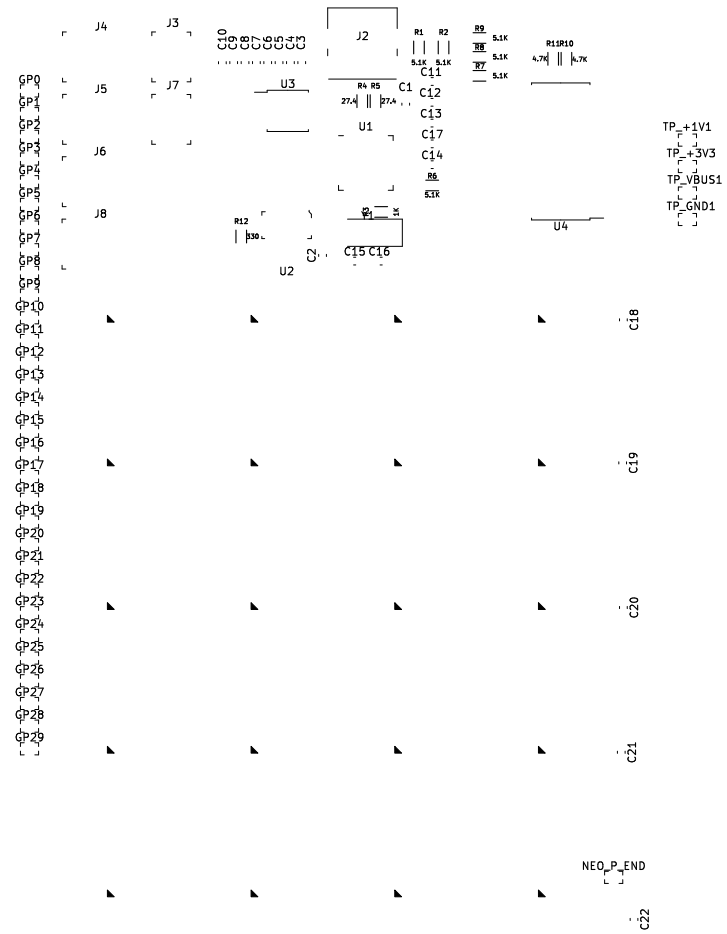 J4
J3
C10
C9
C8
C7
C6
C5
C4
C3
J2
R1
R2
5.1K
5.1K
R9
5.1K
R8
5.1K
R7
5.1K
R11
R10
4.7K
4.7K
J5
J7
U3
R4
R5
27.4
27.4
C1
C11
C12
C13
C17
C14
R6
5.1K
U1
TP_+1V1
TP_+3V3
TP_VBUS1
TP_GND1
J6
J8
R12
330
U2
C2
R3
1K
Y1
C15
C16
U4
GP0
GP1
GP2
GP3
GP4
GP5
GP6
GP7
GP8
GP9
GP10
GP11
GP12
GP13
GP14
GP15
GP16
GP17
GP18
GP19
GP20
GP21
GP22
GP23
GP24
GP25
GP26
GP27
GP28
GP29
C18
C19
C20
C21
NEO_P_END
C22